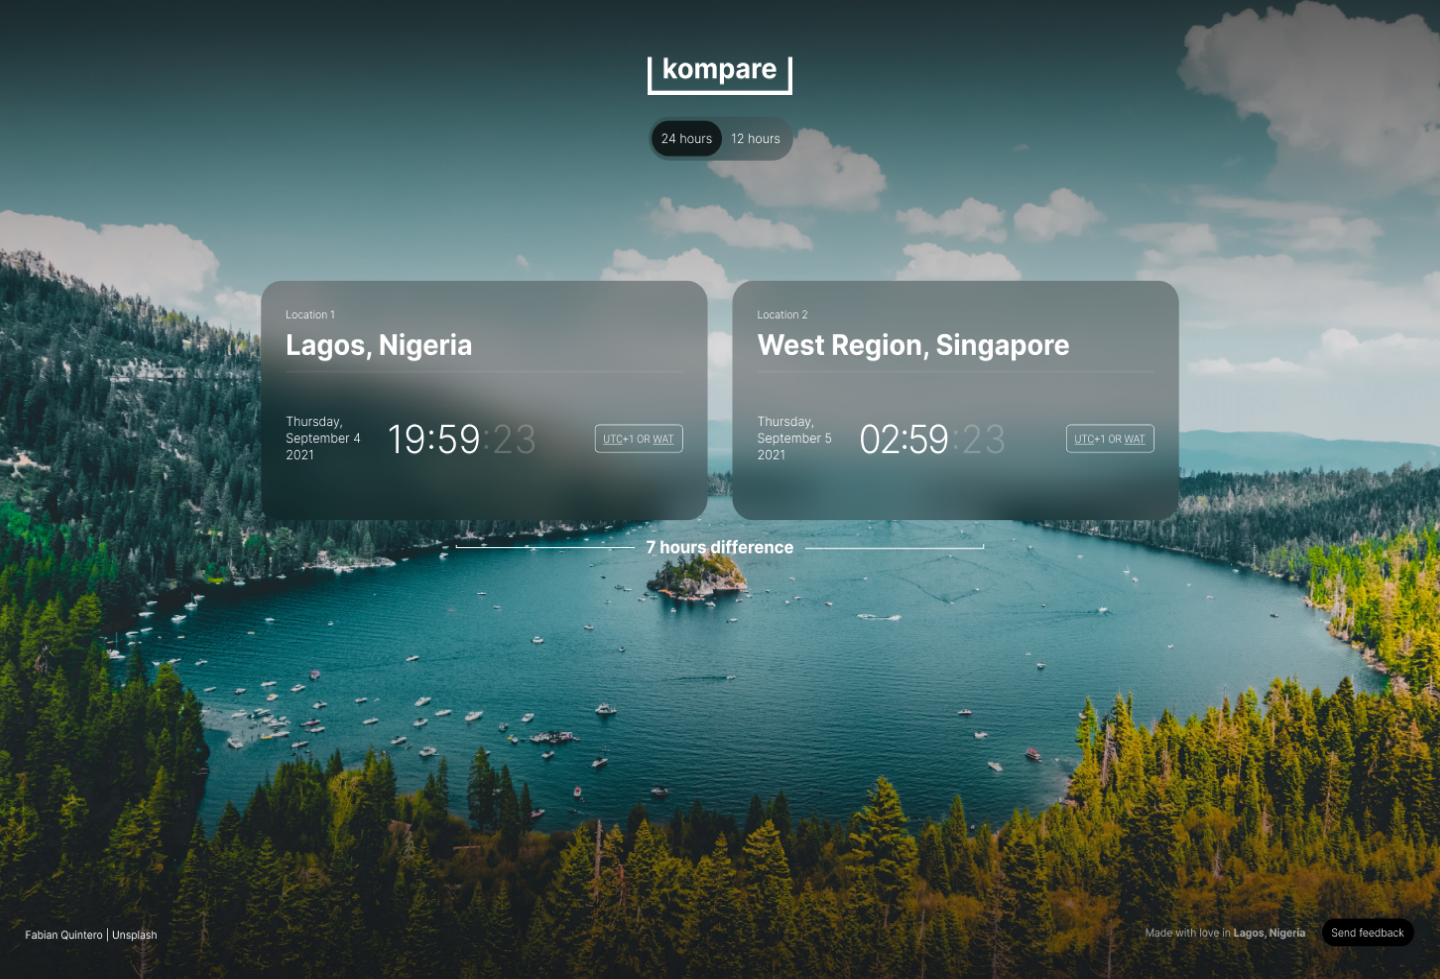 kompare
24 hours 12 hours
Location 1
Lagos, Nigeria
Thursday,
September 4
2021
19:59:23
UTC+1 OR WAT
Location 2
West Region, Singapore
Thursday,
September 5
2021
02:59:23
UTC+1 OR WAT
7 hours difference
Fabian Quintero | Unsplash
Made with love in Lagos, Nigeria
Send feedback